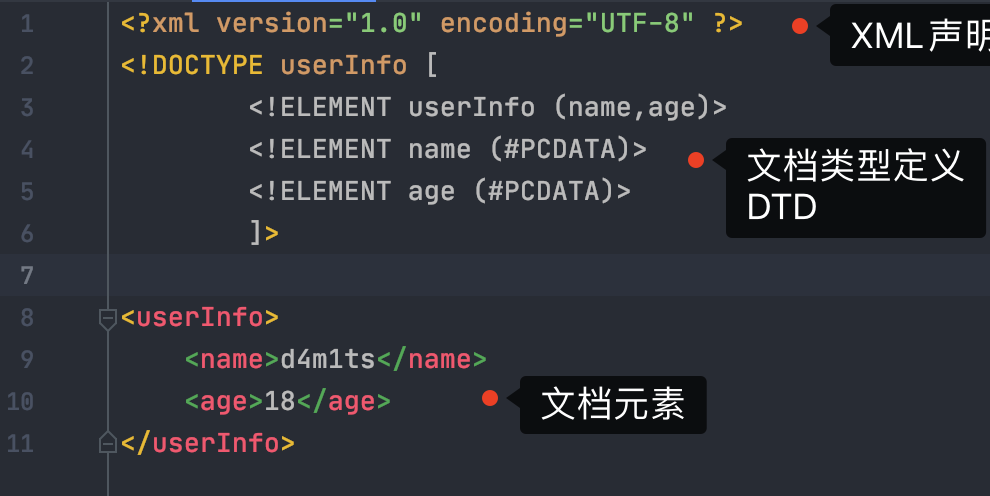 1 <?xml version="1.0" encoding="UTF-8" ?> XML声明
2 <!DOCTYPE userInfo [
3 <!ELEMENT userInfo (name,age)>
4 <!ELEMENT name (#PCDATA)> 文档类型定义
5 <!ELEMENT age (#PCDATA)> DTD
6 ]>
7
8 <userInfo>
9 <name>d4m1ts</name>
10 <age>18</age> 文档元素
11 </userInfo>